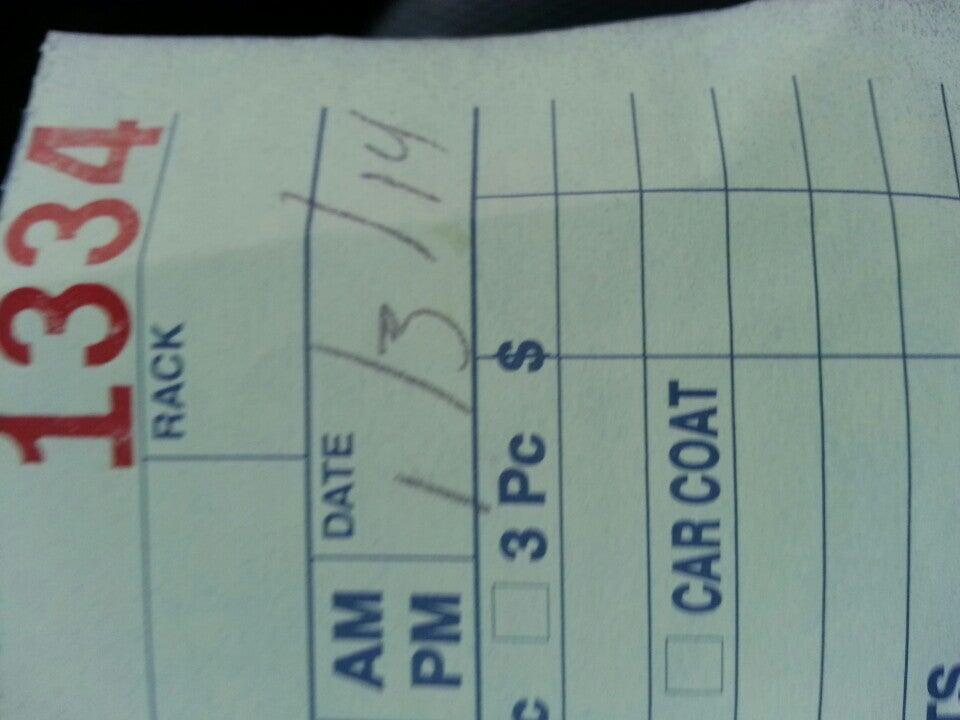 1334
RACK
AM
PM
DATE
1/3/14
3 Pc $
CAR COAT